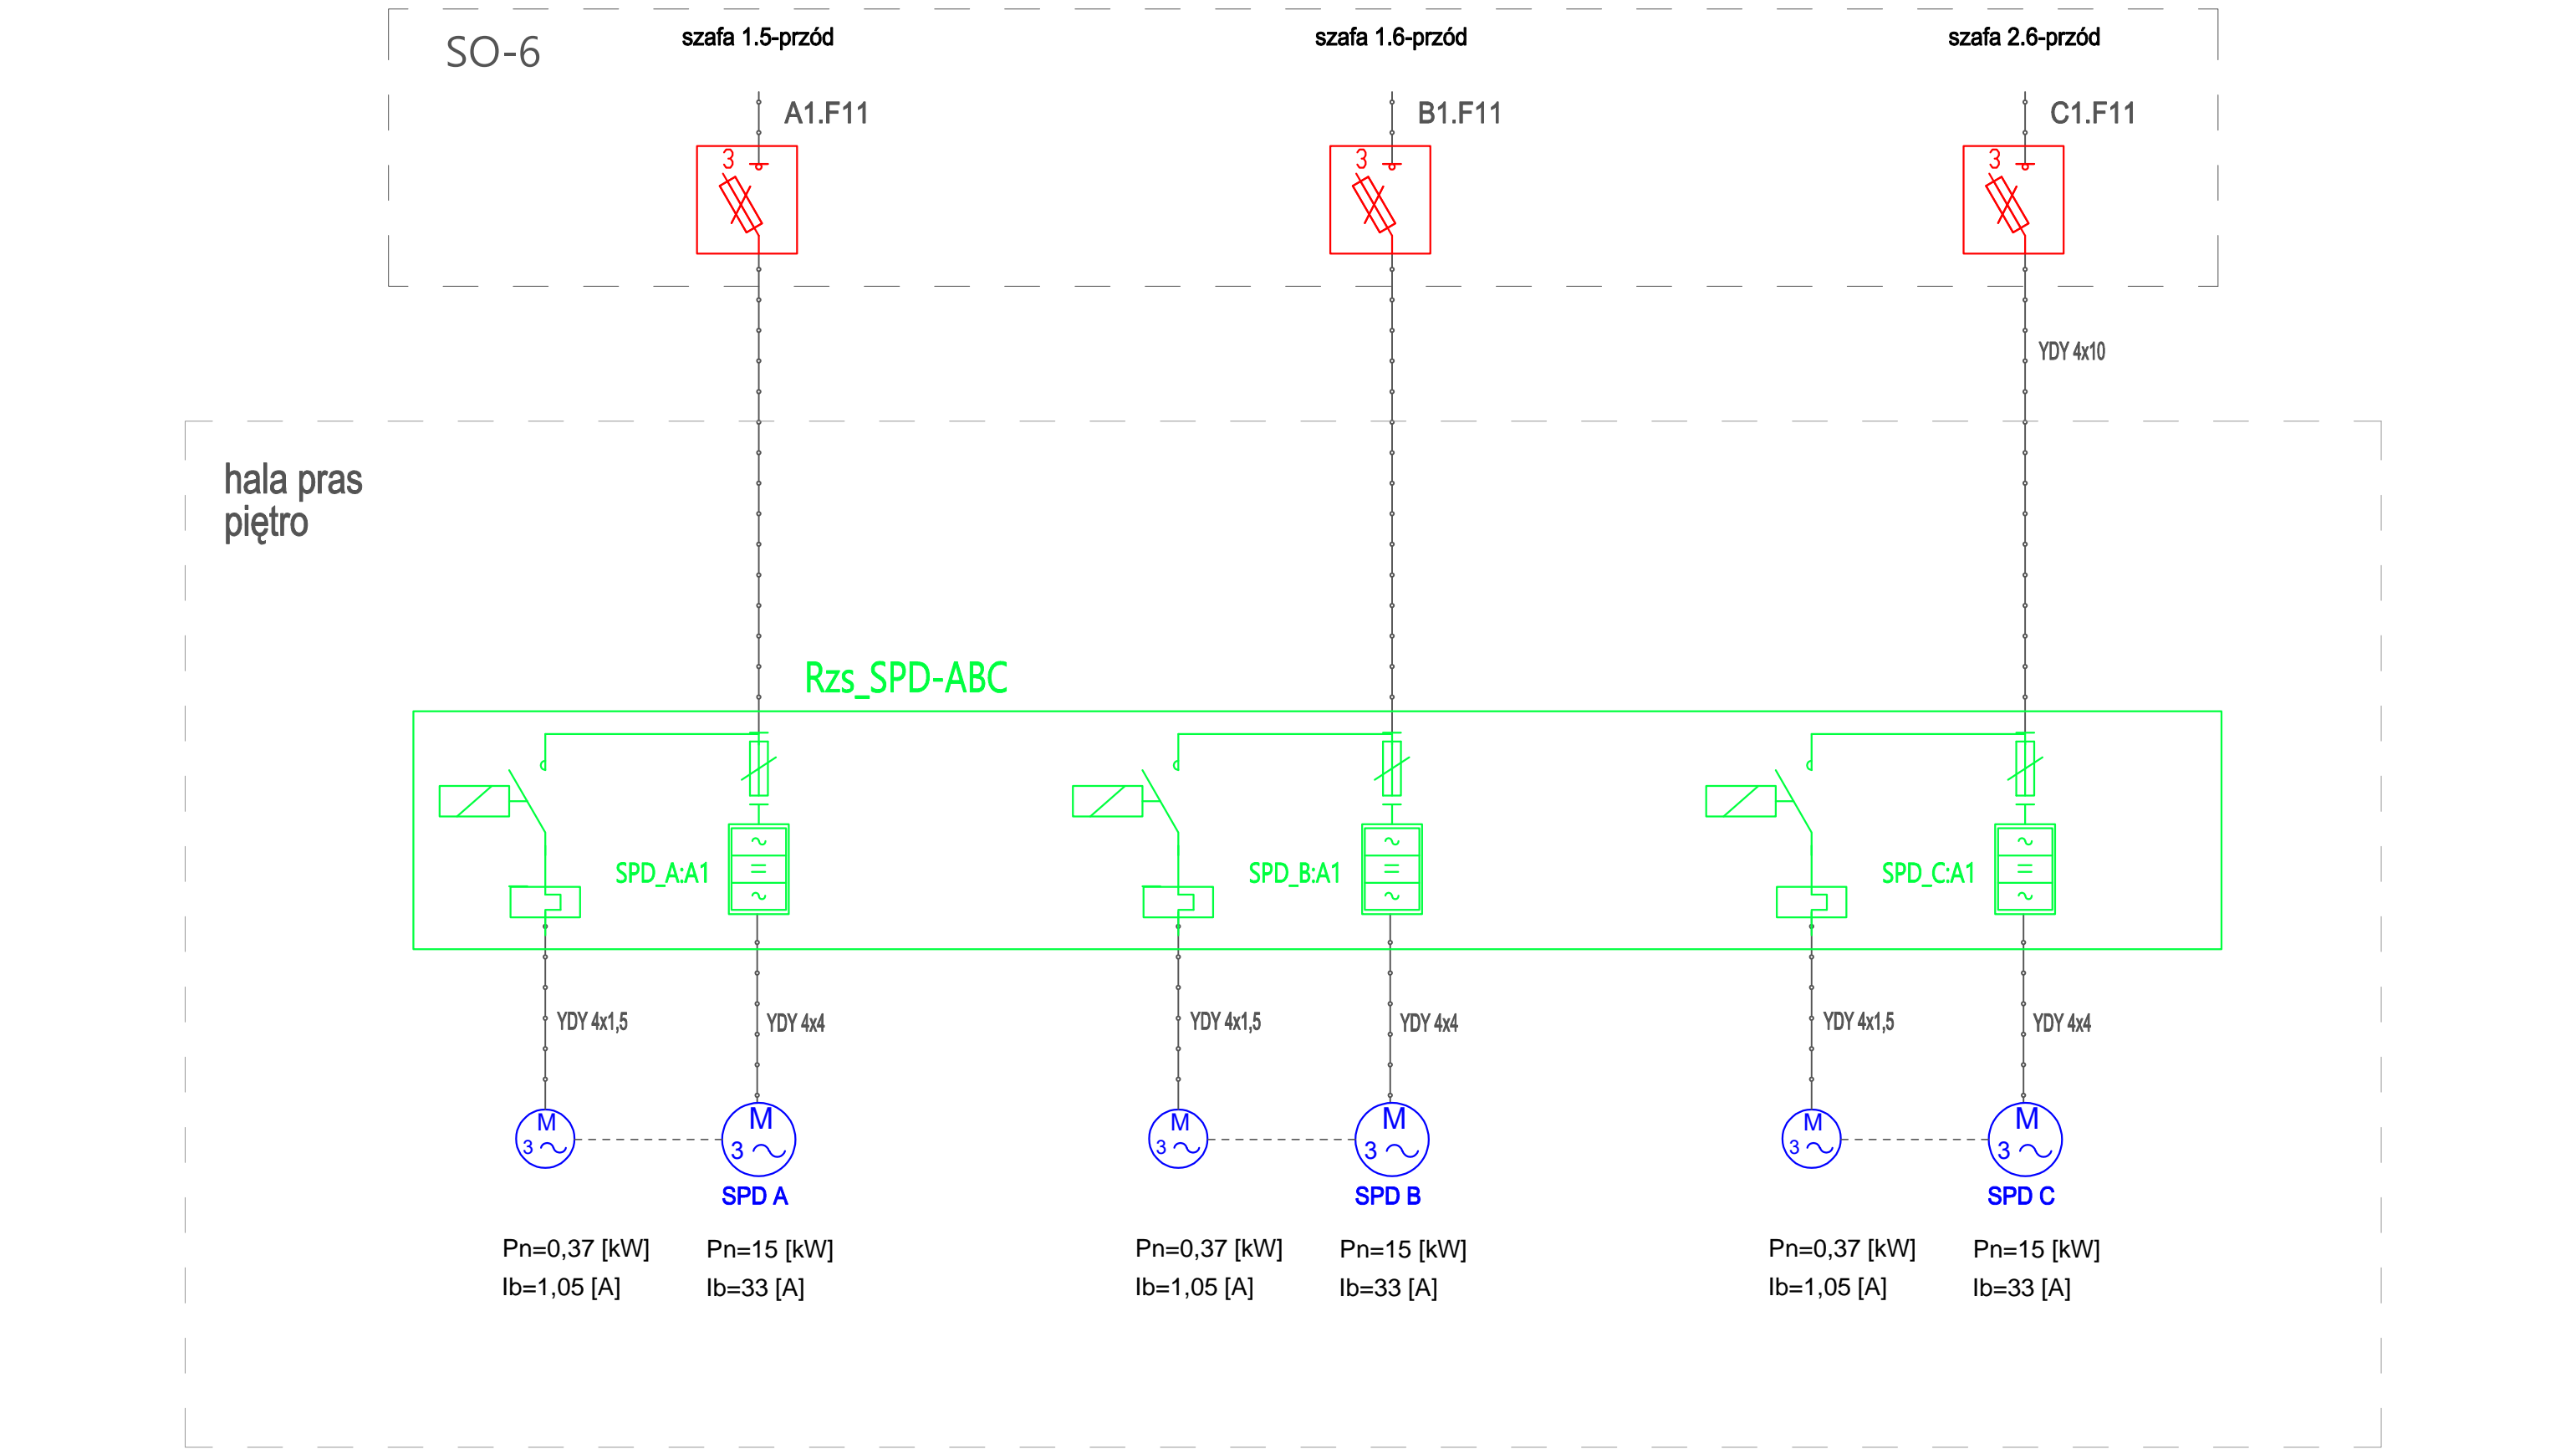 szafa 1.5-przód
szafa 1.6-przód
szafa 2.6-przód
SO-6
A1.F11
B1.F11
C1.F11
3
3
3
YDY 4x10
hala pras
piętro
Rzs_SPD-ABC
SPD_A:A1
SPD_B:A1
SPD_C:A1
YDY 4x1,5
YDY 4x4
YDY 4x1,5
YDY 4x4
YDY 4x1,5
YDY 4x4
M
3
M
3
M
3
M
3
M
3
M
3
SPD A
SPD B
SPD C
Pn=0,37 [kW]
Pn=15 [kW]
Pn=0,37 [kW]
Pn=15 [kW]
Pn=0,37 [kW]
Pn=15 [kW]
Ib=1,05 [A]
Ib=33 [A]
Ib=1,05 [A]
Ib=33 [A]
Ib=1,05 [A]
Ib=33 [A]